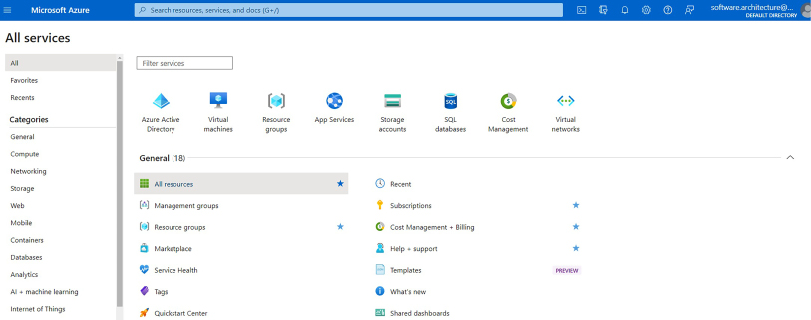 Microsoft Azure
Search resources, services, and docs (G+/)
software.architecture@...
DEFAULT DIRECTORY
All services
All
Favorites
Recents
Categories
General
Compute
Networking
Storage
Web
Mobile
Containers
Databases
Analytics
AI + machine learning
Internet of Things
Filter services
Azure Active
Directory
Virtual
machines
Resource
groups
App Services
Storage
accounts
SQL
SQL
databases
Cost
Management
Virtual
networks
General (18)
All resources
Recent
Management groups
Subscriptions
Resource groups
Cost Management + Billing
Marketplace
Help + support
Service Health
Templates
PREVIEW
Tags
What's new
Quickstart Center
Shared dashboards